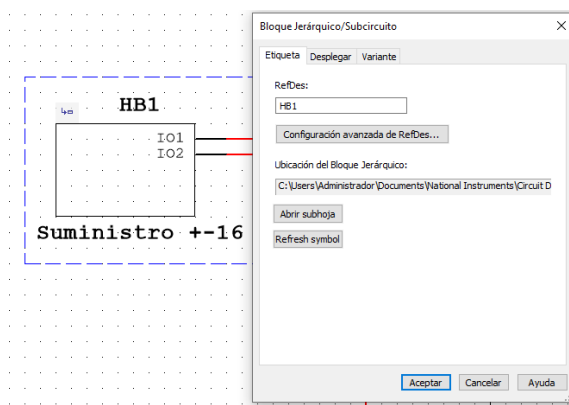 HB1
IO1
IO2
Suministro +-16
Bloque Jerárquico/Subcircuito
Etiqueta Desplegar Variante
RefDes:
HB1
Configuración avanzada de RefDes...
Ubicación del Bloque Jerárquico:
C:\Users\Administrador\Documents\National Instruments\Circuit D
Abrir subhoja
Refresh symbol
Aceptar Cancelar Ayuda